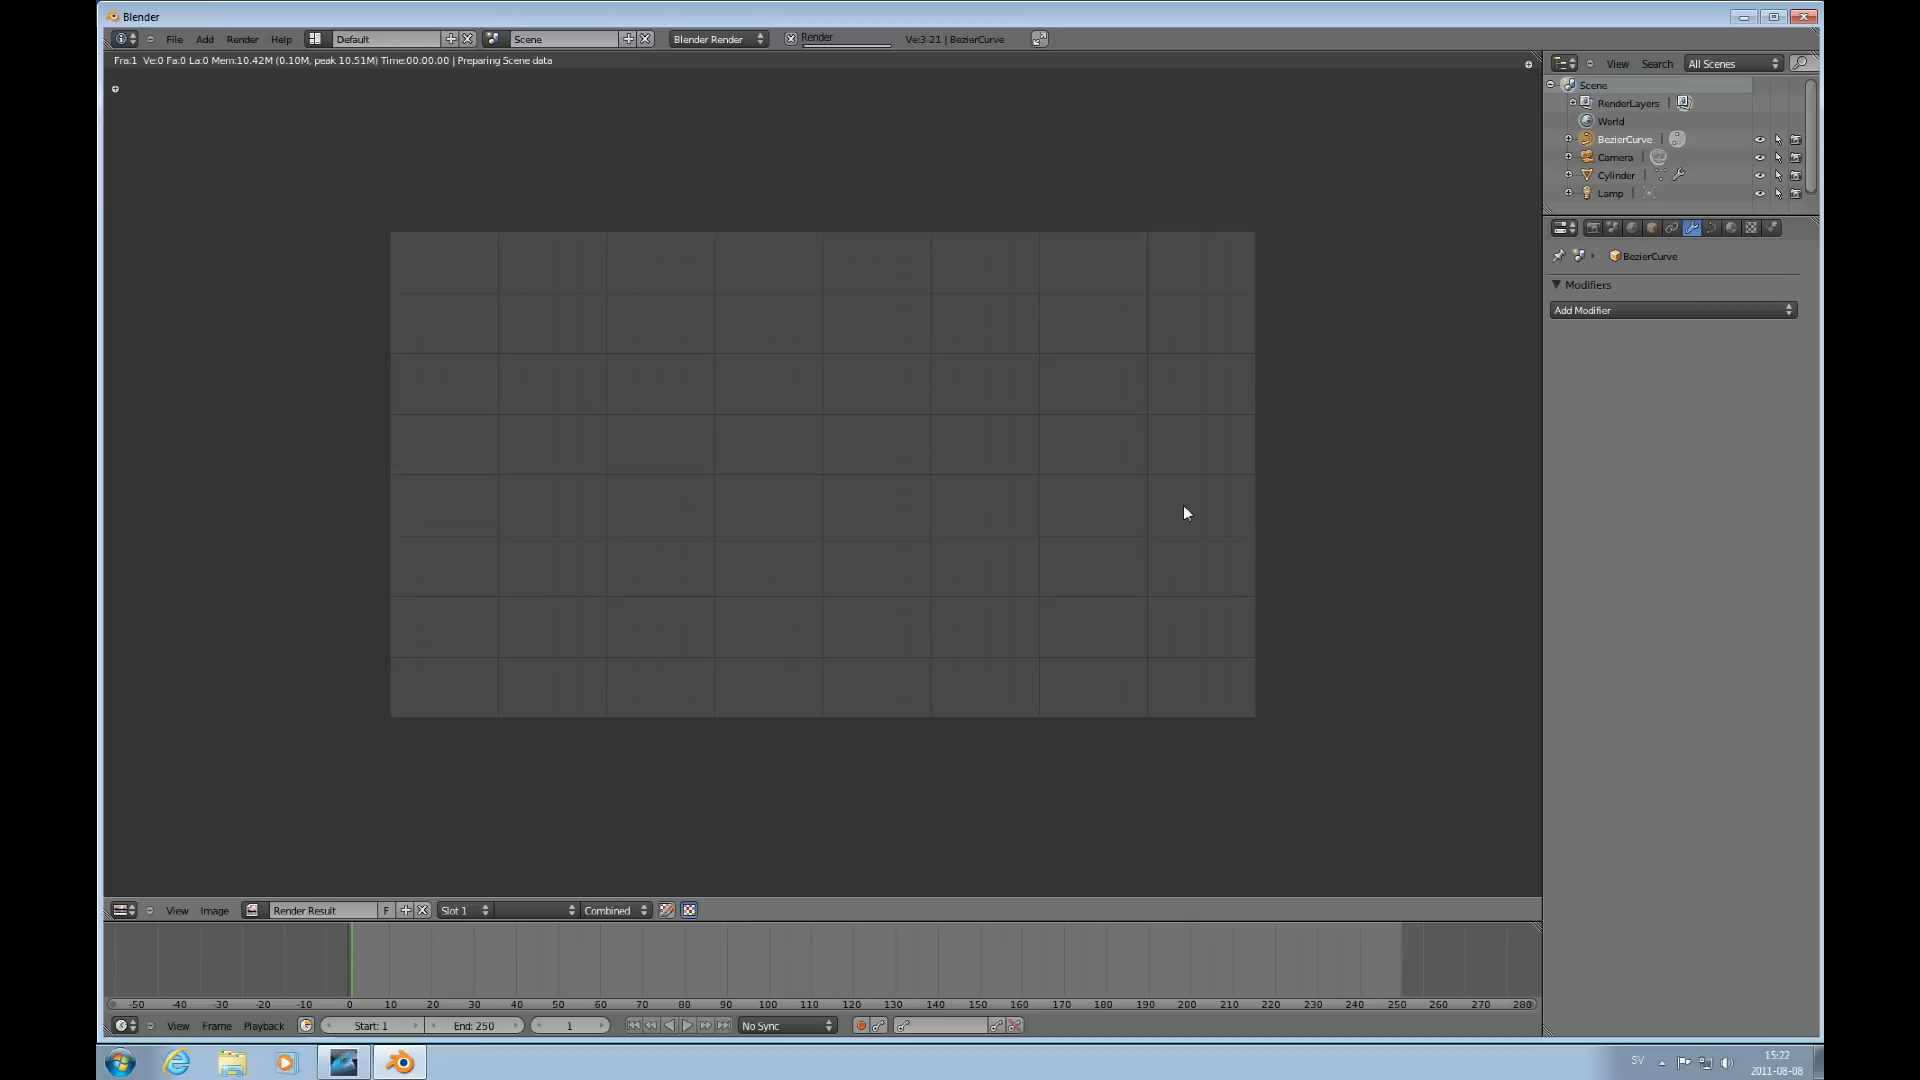 Blender
File Add Render Help Default Scene Blender Render Render Ve:3-21 | BezierCurve
Fra:1 Ve:0 Fa:0 La:0 Mem:10.42M (0.10M, peak 10.51M) Time:00:00.00 | Preparing Scene data
View Search All Scenes
Scene
RenderLayers
World
BezierCurve
Camera
Cylinder
Lamp
BezierCurve
Modifiers
Add Modifier
View Image Render Result F Slot 1 Combined
-50 -40 -30 -20 -10 0 10 20 30 40 50 60 70 80 90 100 110 120 130 140 150 160 170 180 190 200 210 220 230 240 250 260 270 280
View Frame Playback Start: 1 End: 250 1 No Sync
SV
15:22
2011-08-08